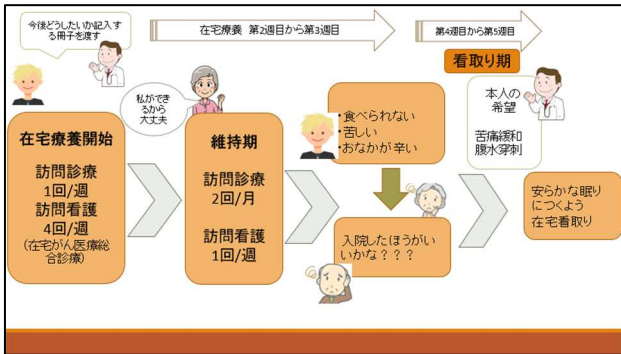 今後どうしたいか記入す
る冊子を渡す
在宅療養 第2週目から第3週目
第4週目から第5週目
看取り期
私ができ
るから
大丈夫
・食べられない
・苦しい
・おなかが辛い
本人の
希望
苦痛緩和
腹水穿刺
在宅療養開始
訪問診療
1回/週
訪問看護
4回/週
(在宅がん医療総
合診療)
維持期
訪問診療
2回/月
訪問看護
1回/週
入院したほうがい
いかな？？？
安らかな眠り
につくよう
在宅看取り